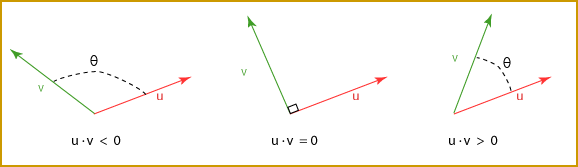 θ
v
u
u · v < 0
v
u
u · v = 0
v
θ
u
u · v > 0